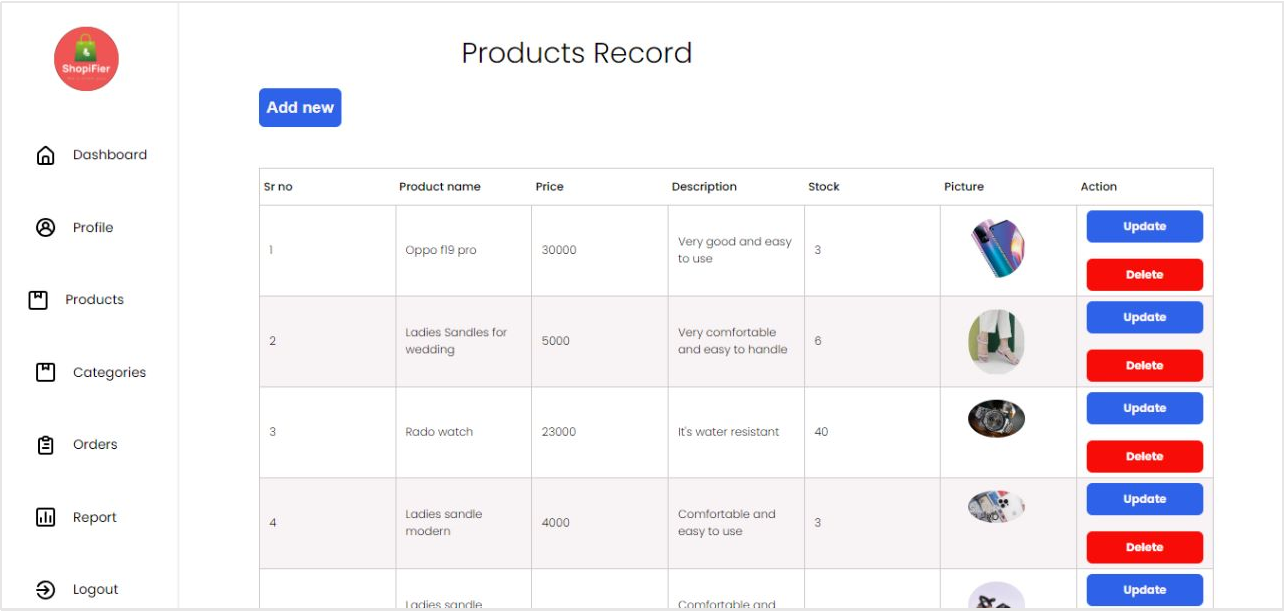 ShopiFier
Products Record
Add new
Dashboard
Profile
Products
Categories
Orders
Report
Logout
Sr no Product name Price Description Stock Picture Action
1 Oppo f19 pro 30000 Very good and easy 3 Update
to use
Delete
2 Ladies Sandles for 5000 Very comfortable 6 Update
wedding and easy to handle
Delete
3 Rado watch 23000 It's water resistant 40 Update
Delete
4 Ladies sandle 4000 Comfortable and 3 Update
modern easy to use
Delete
Ladies sandle Comfortable and Update